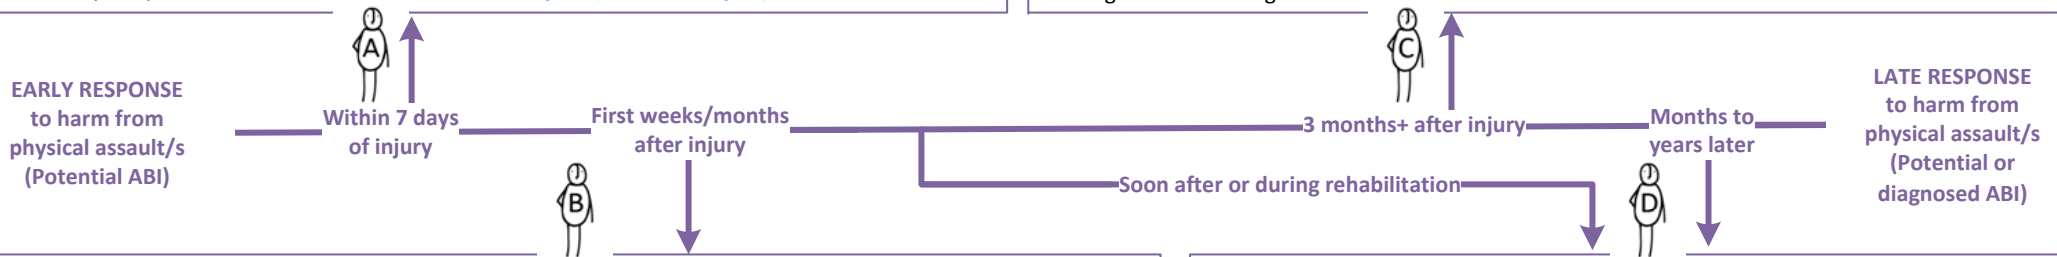 EARLY RESPONSE
to harm from
physical assault/s
(Potential ABI)
A
Within 7 days
of injury
B
First weeks/months
after injury
Soon after or during rehabilitation
C
3 months+ after injury
D
Months to
years later
LATE RESPONSE
to harm from
physical assault/s
(Potential or
diagnosed ABI)